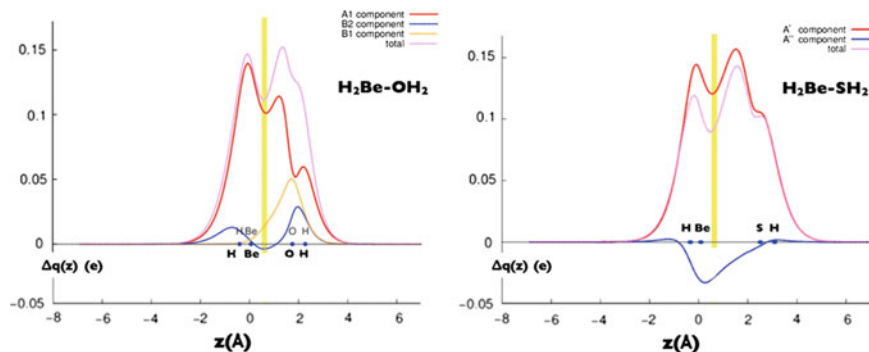 A1 component
B2 component
B1 component
total
0.15
H₂Be-OH₂
0.1
0.05
H Be O H
0
H Be O H
Δq(z) (e)
−0.05
−8 −6 −4 −2 0 2 4 6
z(Å)
A' component
A'' component
total
0.15
H₂Be-SH₂
0.1
0.05
H Be S H
0
Δq(z) (e)
−0.05
−8 −6 −4 −2 0 2 4 6
z(Å)